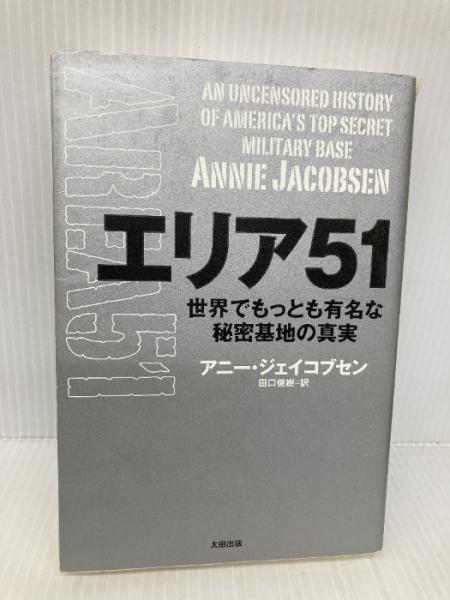 AREA 51
AN UNCENSORED HISTORY
OF AMERICA'S TOP SECRET
MILITARY BASE
ANNIE JACOBSEN
エリア51
世界でもっとも有名な
秘密基地の真実
アニー・ジェイコブセン
田口俊樹=訳
太田出版